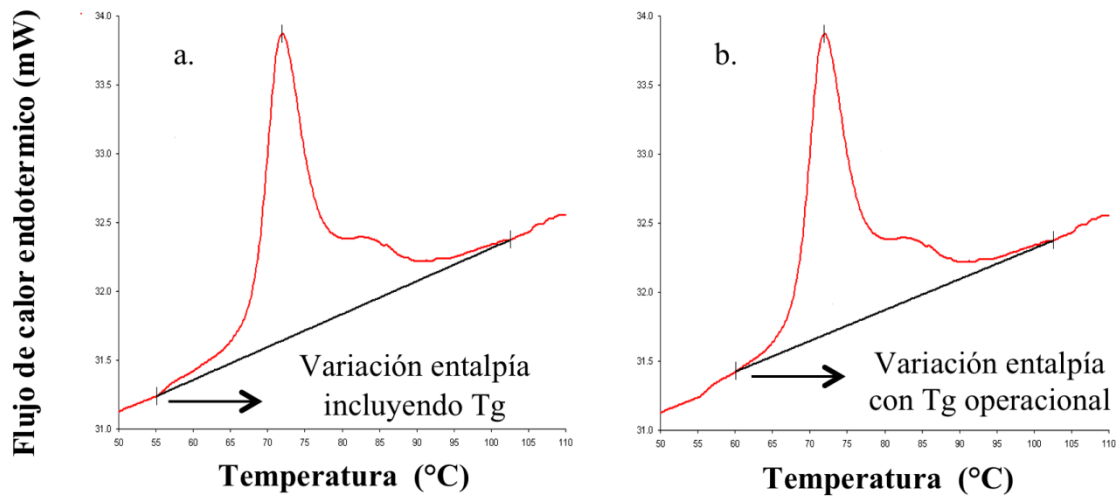 Flujo de calor endotermico (mW)
a.
34.0
33.5
33.0
32.5
32.0
31.5
31.0
Variación entalpía
incluyendo Tg
50 55 60 65 70 75 80 85 90 95 100 105 110
Temperatura (°C)
b.
34.0
33.5
33.0
32.5
32.0
31.5
31.0
Variación entalpía
con Tg operacional
50 55 60 65 70 75 80 85 90 95 100 105 110
Temperatura (°C)